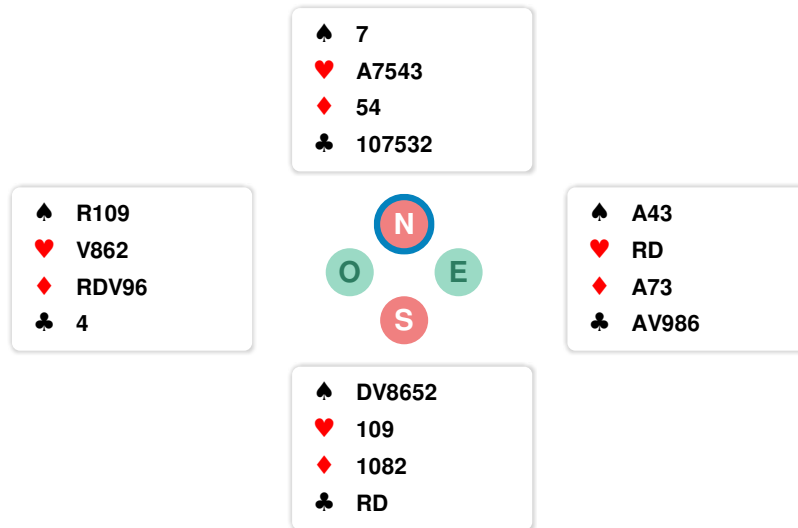 ♠ 7
♥ A7543
♦ 54
♣ 107532
♠ R109
♥ V862
♦ RDV96
♣ 4
N
O E
S
♠ A43
♥ RD
♦ A73
♣ AV986
♠ DV8652
♥ 109
♦ 1082
♣ RD